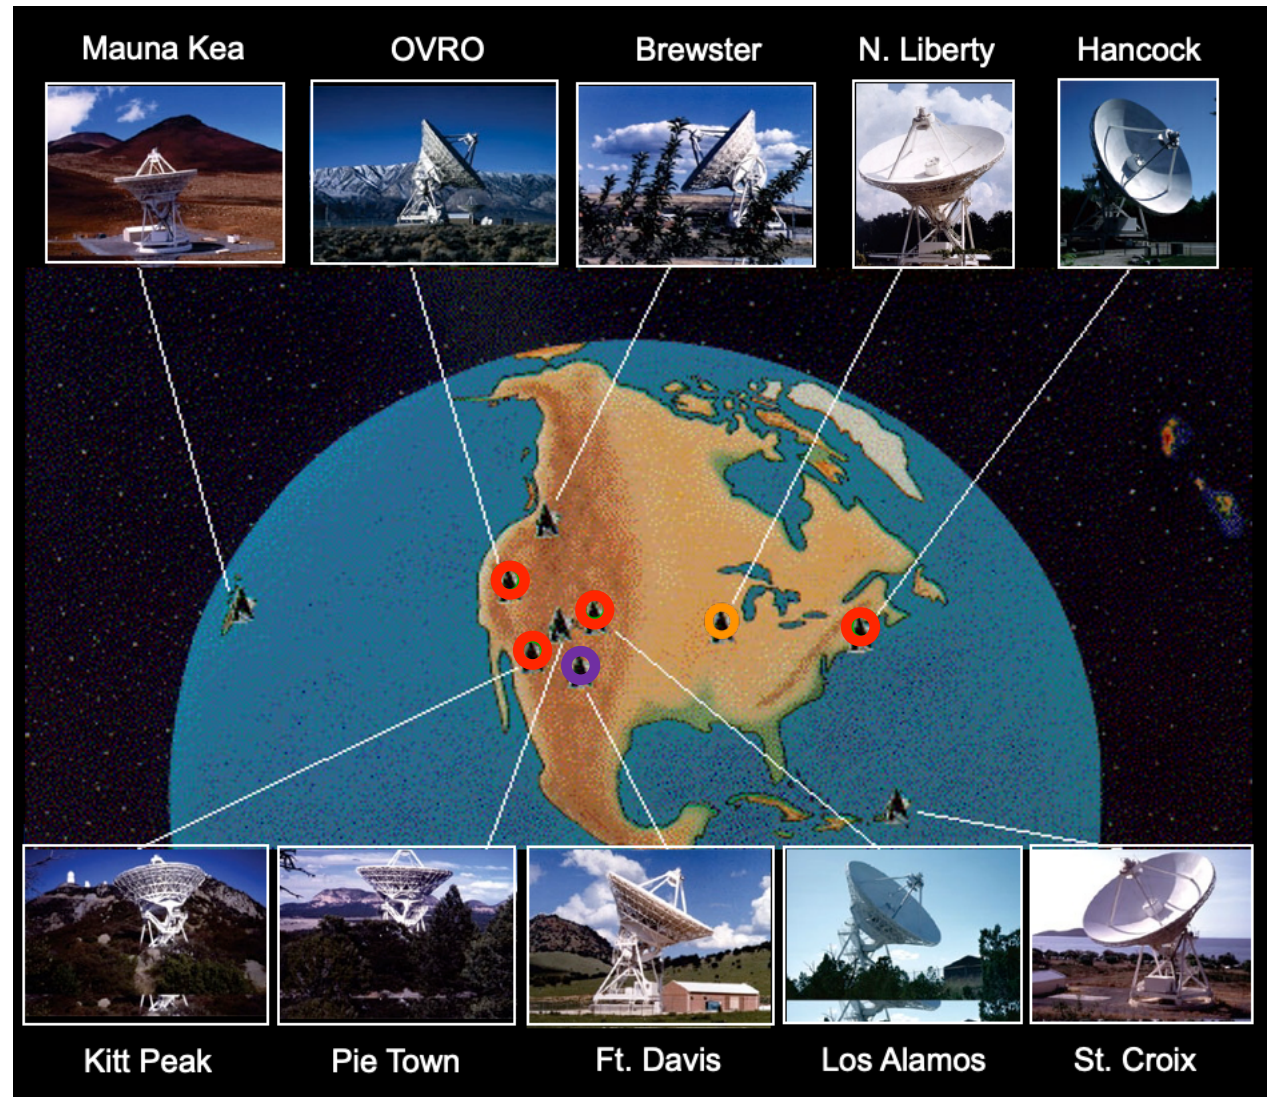 Mauna Kea
OVRO
Brewster
N. Liberty
Hancock
Kitt Peak
Pie Town
Ft. Davis
Los Alamos
St. Croix